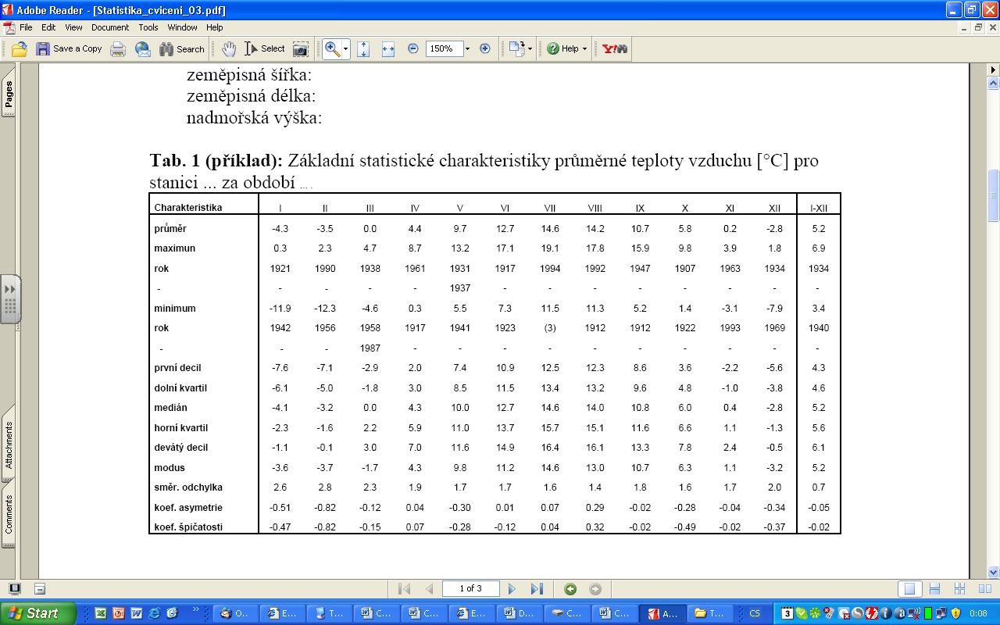 Adobe Reader - [Statistika_cviceni_03.pdf]
File Edit View Document Tools Window Help
Save a Copy Search Select 150% Help Y!
Pages
zeměpisná šířka:
zeměpisná délka:
nadmořská výška:
Tab. 1 (příklad): Základní statistické charakteristiky průměrné teploty vzduchu [°C] pro
stanici ... za období ... .
Charakteristika I II III IV V VI VII VIII IX X XI XII I-XII
průměr -4.3 -3.5 0.0 4.4 9.7 12.7 14.6 14.2 10.7 5.8 0.2 -2.8 5.2
maximun 0.3 2.3 4.7 8.7 13.2 17.1 19.1 17.8 15.9 9.8 3.9 1.8 6.9
rok 1921 1990 1938 1961 1931 1917 1994 1992 1947 1907 1963 1934 1934
- - - - - 1937 - - - - - - - -
minimum -11.9 -12.3 -4.6 0.3 5.5 7.3 11.5 11.3 5.2 1.4 -3.1 -7.9 3.4
rok 1942 1956 1958 1917 1941 1923 (3) 1912 1912 1922 1993 1969 1940
- - - 1987 - - - - - - - - - -
první decil -7.6 -7.1 -2.9 2.0 7.4 10.9 12.5 12.3 8.6 3.6 -2.2 -5.6 4.3
dolní kvartil -6.1 -5.0 -1.8 3.0 8.5 11.5 13.4 13.2 9.6 4.8 -1.0 -3.8 4.6
medián -4.1 -3.2 0.0 4.3 10.0 12.7 14.6 14.0 10.8 6.0 0.4 -2.8 5.2
horní kvartil -2.3 -1.6 2.2 5.9 11.0 13.7 15.7 15.1 11.6 6.6 1.1 -1.3 5.6
devátý decil -1.1 -0.1 3.0 7.0 11.6 14.9 16.4 16.1 13.3 7.8 2.4 -0.5 6.1
modus -3.6 -3.7 -1.7 4.3 9.8 11.2 14.6 13.0 10.7 6.3 1.1 -3.2 5.2
směr. odchylka 2.6 2.8 2.3 1.9 1.7 1.7 1.6 1.4 1.8 1.6 1.7 2.0 0.7
koef. asymetrie -0.51 -0.82 -0.12 0.04 -0.30 0.01 0.07 0.29 -0.02 -0.28 -0.04 -0.34 -0.05
koef. špičatosti -0.47 -0.82 -0.15 0.07 -0.28 -0.12 0.04 0.32 -0.02 -0.49 -0.02 -0.37 -0.02
Attachments
Comments
1 of 3
Start O... E... T... C... C... E... D... C... C... A... T... CS 3 0:08